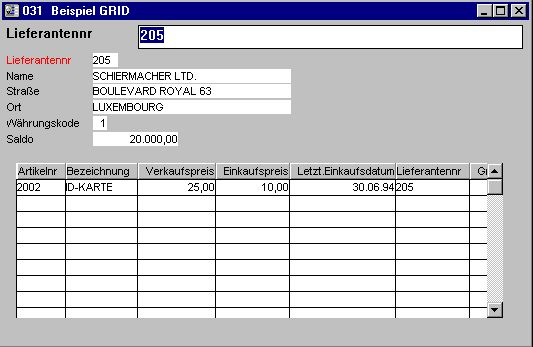 031 Beispiel GRID
Lieferantennr 205
Lieferantennr 205
Name SCHIERMACHER LTD.
Straße BOULEVARD ROYAL 63
Ort LUXEMBOURG
Währungskode 1
Saldo 20.000,00
Artikelnr Bezeichnung Verkaufspreis Einkaufspreis Letzt.Einkaufsdatum Lieferantennr
2002 ID-KARTE 25,00 10,00 30.06.94 205